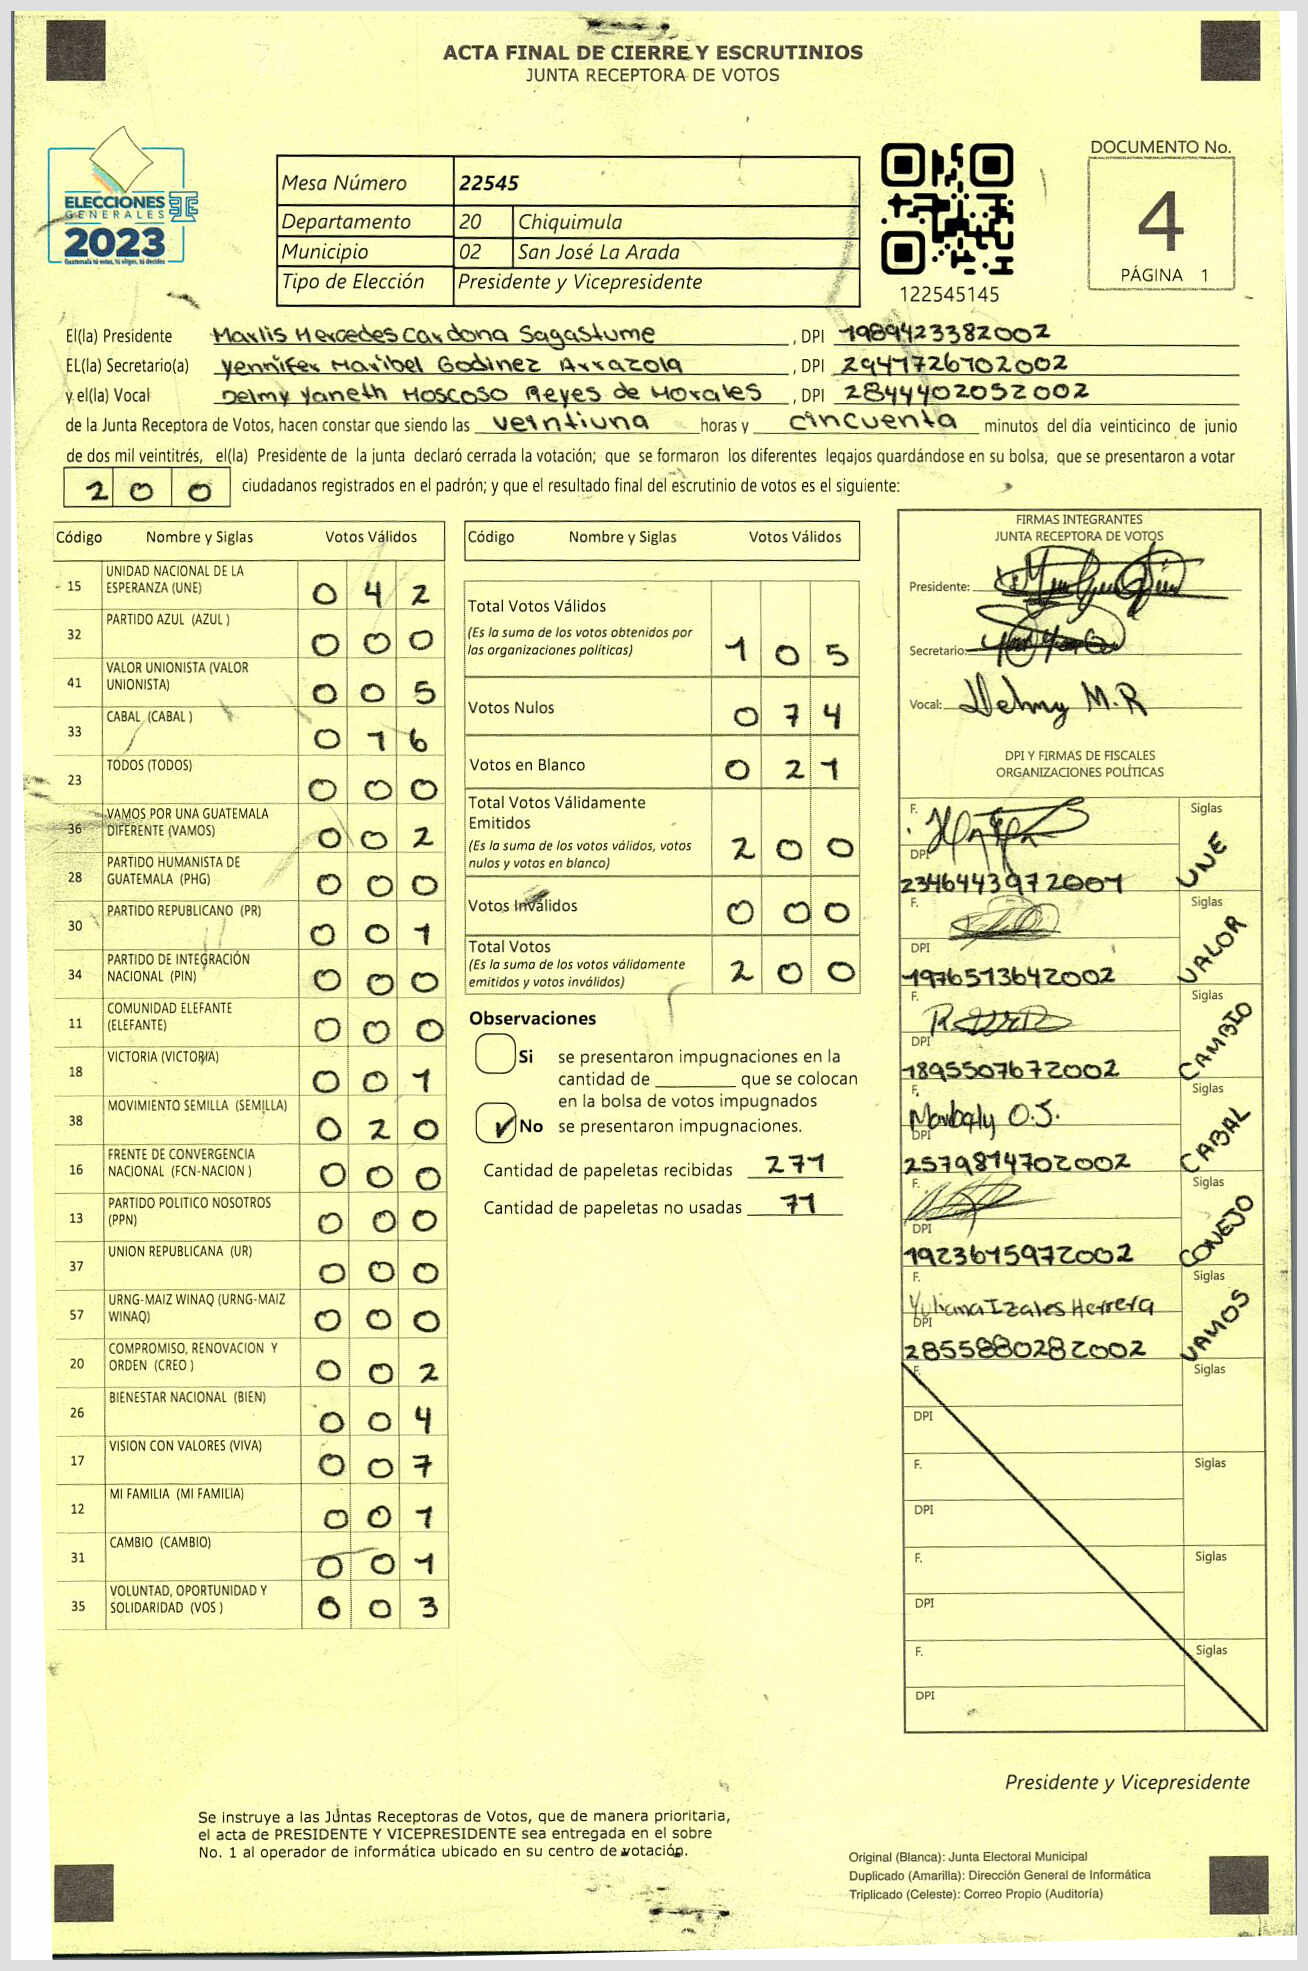 ACTA FINAL DE CIERRE Y ESCRUTINIOS
JUNTA RECEPTORA DE VOTOS
ELECCIONES
GENERALES
2023
Guatemala tú votas, tú eliges, tú decides
Mesa Número 22545
Departamento 20 Chiquimula
Municipio 02 San José La Arada
Tipo de Elección Presidente y Vicepresidente
122545145
DOCUMENTO No.
4
PÁGINA 1
El(la) Presidente Marlis Mercedes Cardona Sagastume , DPI 1989423382002
EL(la) Secretario(a) Yennifer Maribel Godinez Arrazola , DPI 2947726702002
y el(la) Vocal Delmy Yaneth Moscoso Reyes de Morales , DPI 2844402052002
de la Junta Receptora de Votos, hacen constar que siendo las veintiuna horas y cincuenta minutos del día veinticinco de junio
de dos mil veintitrés, el(la) Presidente de la junta declaró cerrada la votación; que se formaron los diferentes legajos guardándose en su bolsa, que se presentaron a votar
200 ciudadanos registrados en el padrón; y que el resultado final del escrutinio de votos es el siguiente:
Código Nombre y Siglas Votos Válidos
15 UNIDAD NACIONAL DE LA ESPERANZA (UNE) 0 4 2
32 PARTIDO AZUL (AZUL ) 0 0 0
41 VALOR UNIONISTA (VALOR UNIONISTA) 0 0 5
33 CABAL (CABAL ) 0 1 6
23 TODOS (TODOS) 0 0 0
36 VAMOS POR UNA GUATEMALA DIFERENTE (VAMOS) 0 0 2
28 PARTIDO HUMANISTA DE GUATEMALA (PHG) 0 0 0
30 PARTIDO REPUBLICANO (PR) 0 0 1
34 PARTIDO DE INTEGRACIÓN NACIONAL (PIN) 0 0 0
11 COMUNIDAD ELEFANTE (ELEFANTE) 0 0 0
18 VICTORIA (VICTORIA) 0 0 1
38 MOVIMIENTO SEMILLA (SEMILLA) 0 2 0
16 FRENTE DE CONVERGENCIA NACIONAL (FCN-NACION ) 0 0 0
13 PARTIDO POLITICO NOSOTROS (PPN) 0 0 0
37 UNION REPUBLICANA (UR) 0 0 0
57 URNG-MAIZ WINAQ (URNG-MAIZ WINAQ) 0 0 0
20 COMPROMISO, RENOVACION Y ORDEN (CREO ) 0 0 2
26 BIENESTAR NACIONAL (BIEN) 0 0 4
17 VISION CON VALORES (VIVA) 0 0 7
12 MI FAMILIA (MI FAMILIA) 0 0 1
31 CAMBIO (CAMBIO) 0 0 1
35 VOLUNTAD, OPORTUNIDAD Y SOLIDARIDAD (VOS ) 0 0 3
Código Nombre y Siglas Votos Válidos
Total Votos Válidos
(Es la suma de los votos obtenidos por
las organizaciones políticas) 1 0 5
Votos Nulos 0 7 4
Votos en Blanco 0 2 1
Total Votos Válidamente
Emitidos
(Es la suma de los votos válidos, votos
nulos y votos en blanco) 2 0 0
Votos Inválidos 0 0 0
Total Votos
(Es la suma de los votos válidamente
emitidos y votos inválidos) 2 0 0
Observaciones
Si se presentaron impugnaciones en la
cantidad de ________ que se colocan
en la bolsa de votos impugnados
No se presentaron impugnaciones.
Cantidad de papeletas recibidas 271
Cantidad de papeletas no usadas 71
FIRMAS INTEGRANTES
JUNTA RECEPTORA DE VOTOS
Presidente:
Secretario:
Vocal: Delmy M.R
DPI Y FIRMAS DE FISCALES
ORGANIZACIONES POLÍTICAS
F. Siglas
DPI 2346443972001 UNE
F. Siglas
DPI 1976513642002 VALOR
F. Siglas
DPI 1895507672002 CAMBIO
F. Marbely O.J. Siglas
DPI 2579814702002 CABAL
F. Siglas
DPI 1923615972002 CONEJO
F. Yuliana Izales Herrera Siglas
DPI 2855880282002 VAMOS
F. Siglas
DPI
F. Siglas
DPI
F. Siglas
DPI
F. Siglas
DPI
Presidente y Vicepresidente
Se instruye a las Juntas Receptoras de Votos, que de manera prioritaria,
el acta de PRESIDENTE Y VICEPRESIDENTE sea entregada en el sobre
No. 1 al operador de informática ubicado en su centro de votación.
Original (Blanca): Junta Electoral Municipal
Duplicado (Amarilla): Dirección General de Informática
Triplicado (Celeste): Correo Propio (Auditoría)